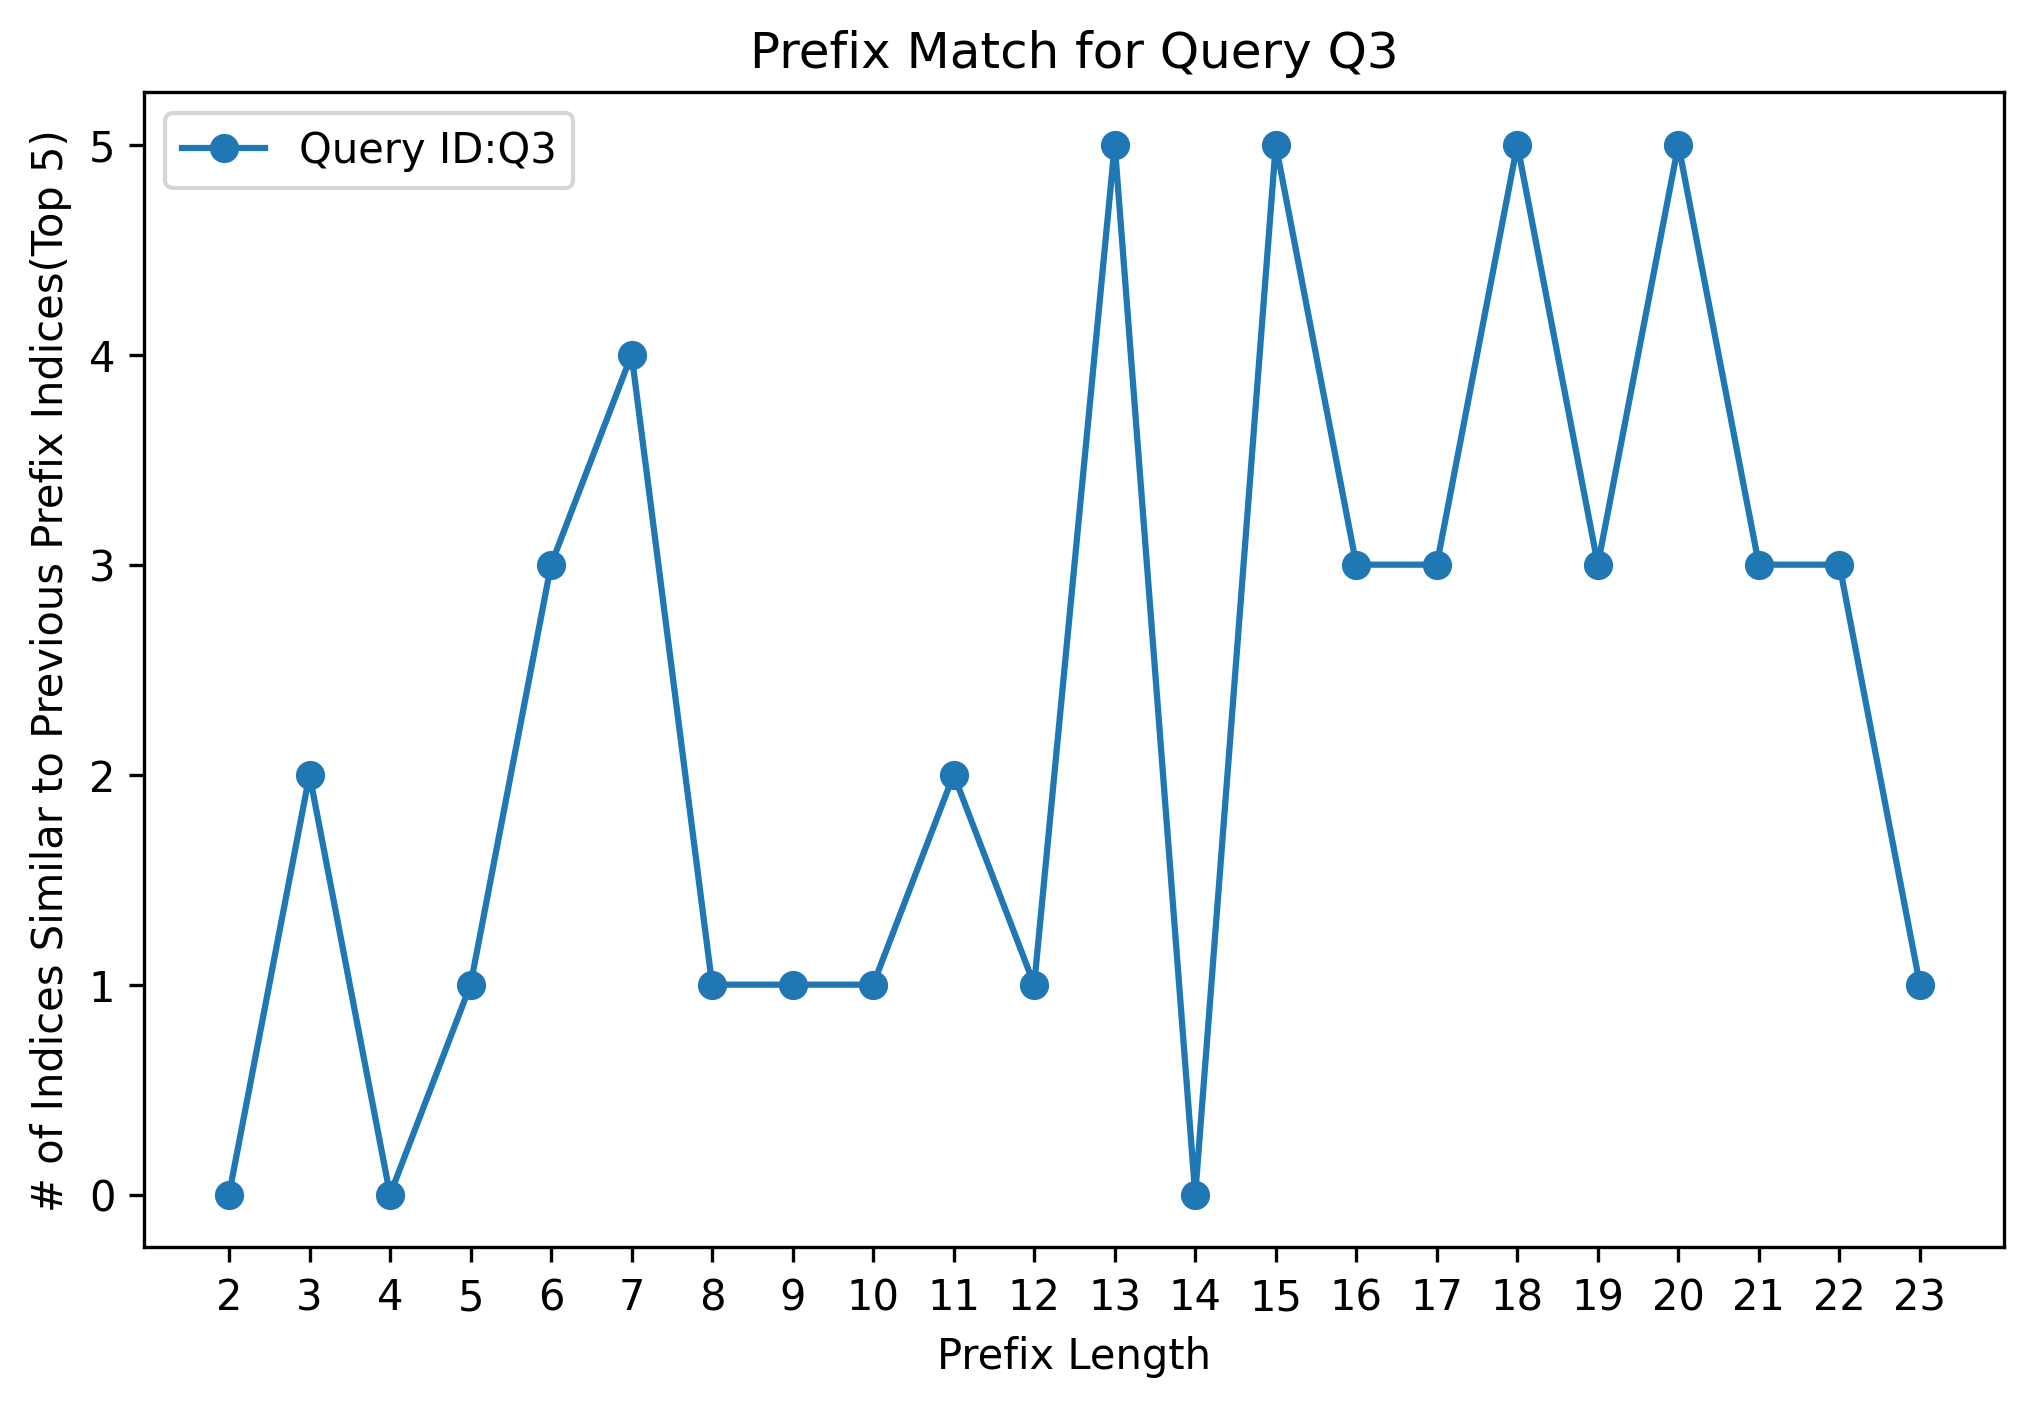 Prefix Match for Query Q3
Query ID:Q3
# of Indices Similar to Previous Prefix Indices(Top 5)
5
4
3
2
1
0
2 3 4 5 6 7 8 9 10 11 12 13 14 15 16 17 18 19 20 21 22 23
Prefix Length